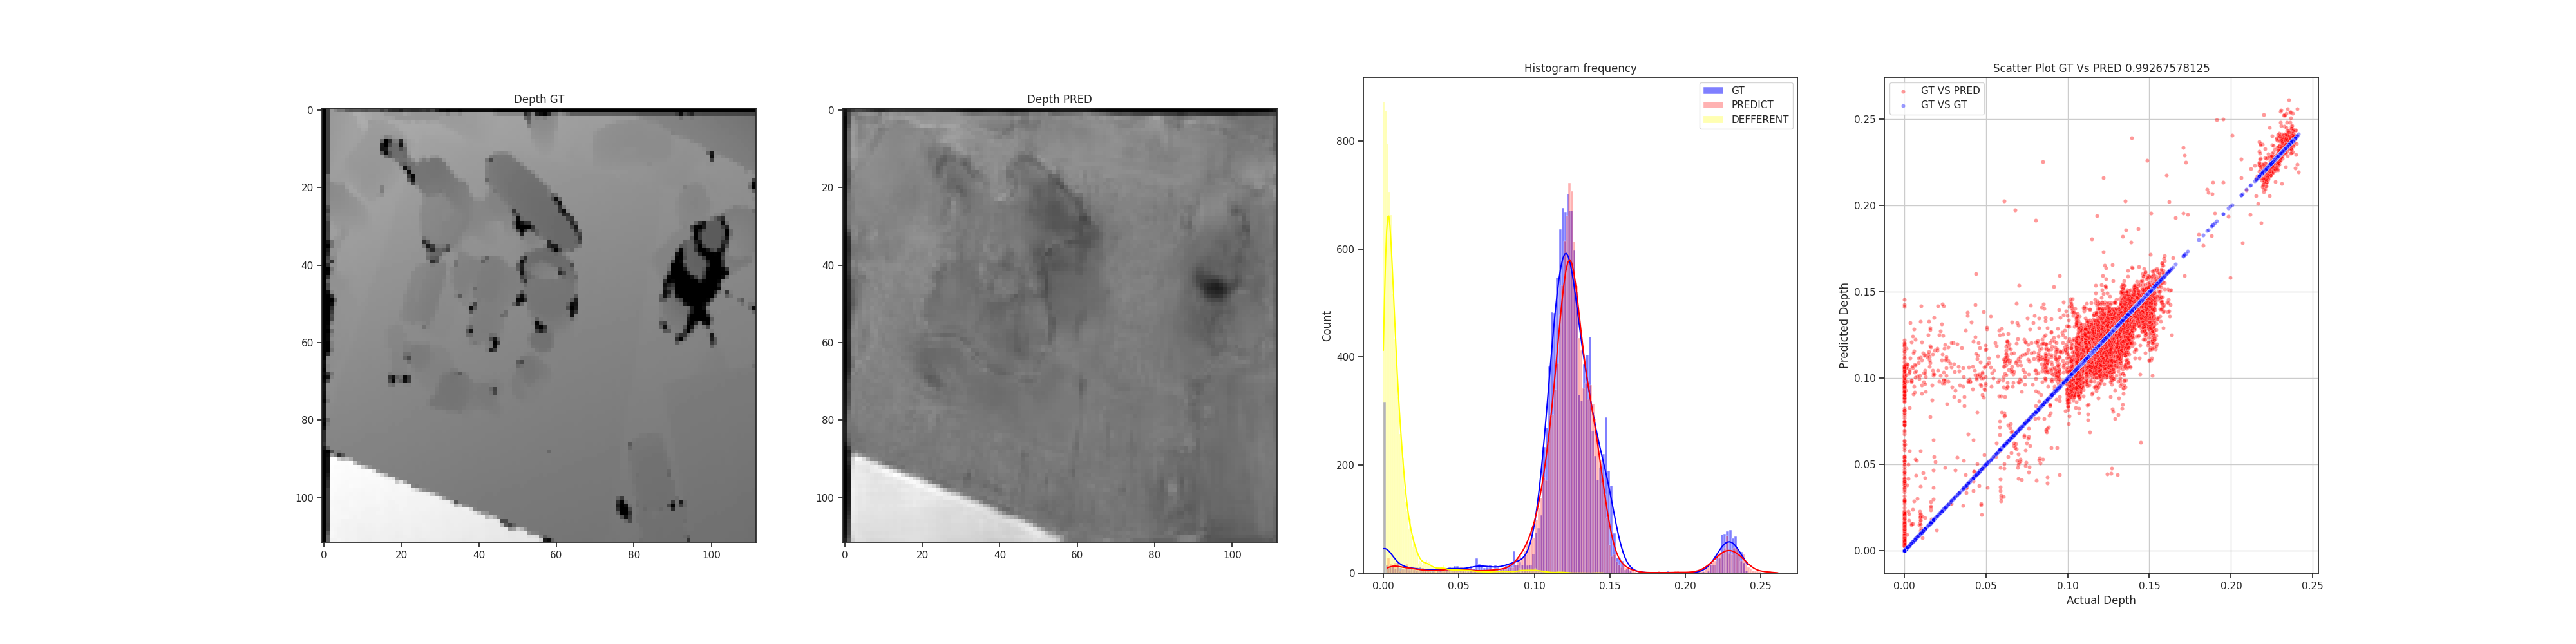 Depth GT
0
20
40
60
80
100
0 20 40 60 80 100
Depth PRED
0
20
40
60
80
100
0 20 40 60 80 100
Histogram frequency
GT
PREDICT
DEFFERENT
Count
800
600
400
200
0
0.00 0.05 0.10 0.15 0.20 0.25
Scatter Plot GT Vs PRED 0.99267578125
GT VS PRED
GT VS GT
Predicted Depth
0.25
0.20
0.15
0.10
0.05
0.00
0.00 0.05 0.10 0.15 0.20 0.25
Actual Depth